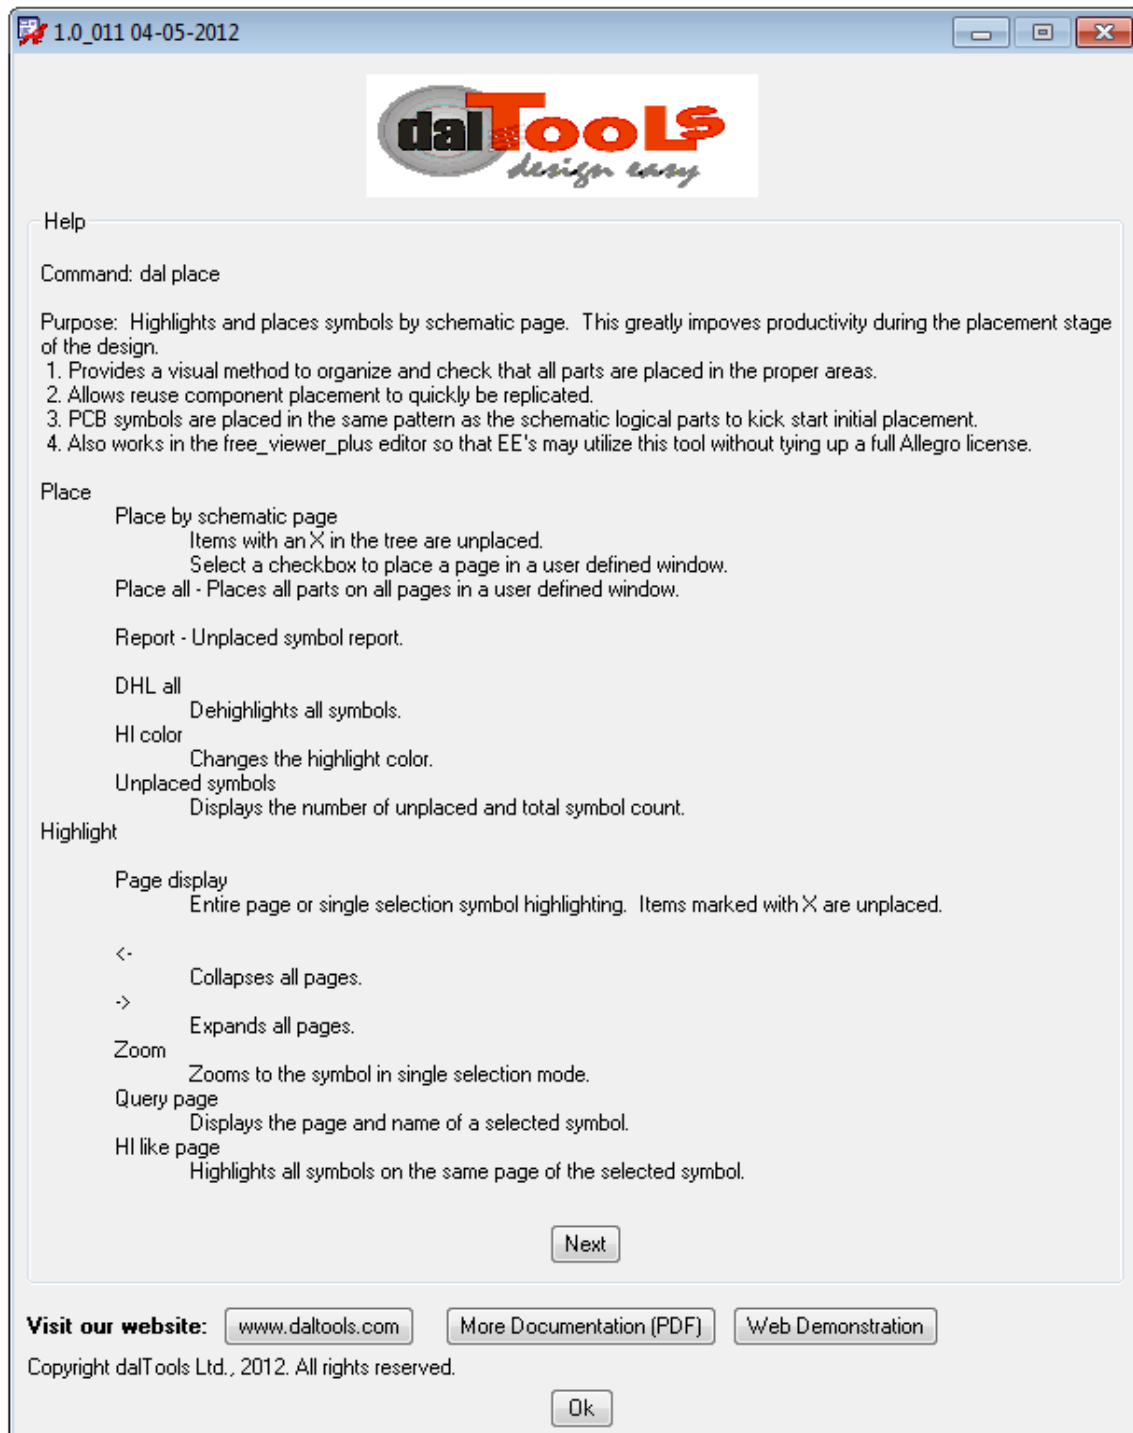 1.0_011 04-05-2012
dalTooLs
design easy
Help
Command: dal place
Purpose:  Highlights and places symbols by schematic page.  This greatly impoves productivity during the placement stage
of the design.
1. Provides a visual method to organize and check that all parts are placed in the proper areas.
2. Allows reuse component placement to quickly be replicated.
3. PCB symbols are placed in the same pattern as the schematic logical parts to kick start initial placement.
4. Also works in the free_viewer_plus editor so that EE's may utilize this tool without tying up a full Allegro license.
Place
Place by schematic page
Items with an X in the tree are unplaced.
Select a checkbox to place a page in a user defined window.
Place all - Places all parts on all pages in a user defined window.
Report - Unplaced symbol report.
DHL all
Dehighlights all symbols.
HI color
Changes the highlight color.
Unplaced symbols
Displays the number of unplaced and total symbol count.
Highlight
Page display
Entire page or single selection symbol highlighting.  Items marked with X are unplaced.
<-
Collapses all pages.
->
Expands all pages.
Zoom
Zooms to the symbol in single selection mode.
Query page
Displays the page and name of a selected symbol.
HI like page
Highlights all symbols on the same page of the selected symbol.
Next
Visit our website: www.daltools.com More Documentation (PDF) Web Demonstration
Copyright dalTools Ltd., 2012. All rights reserved.
Ok